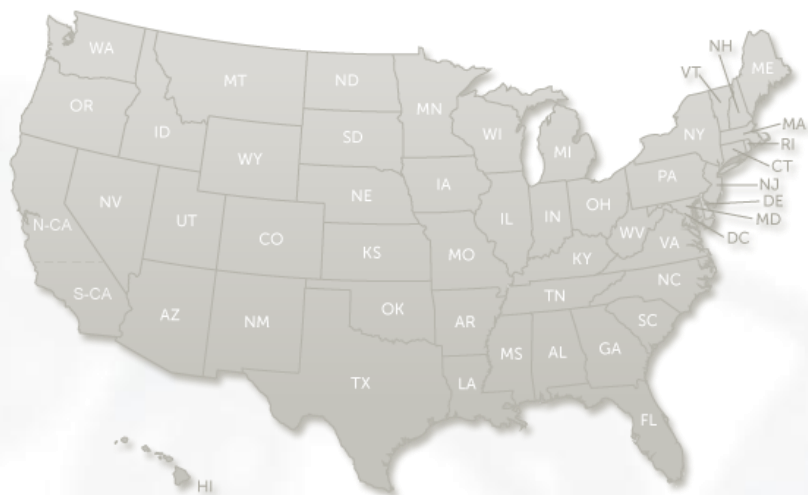 NH
WA
VT
ME
MT
ND
OR
MN
MA
ID
SD
WI
NY
RI
MI
WY
CT
PA
NJ
IA
NE
DE
NV
OH
MD
UT
IL
IN
N-CA
WV
DC
CO
VA
KS
MO
KY
NC
S-CA
TN
OK
AZ
NM
AR
SC
GA
MS
AL
TX
LA
FL
HI